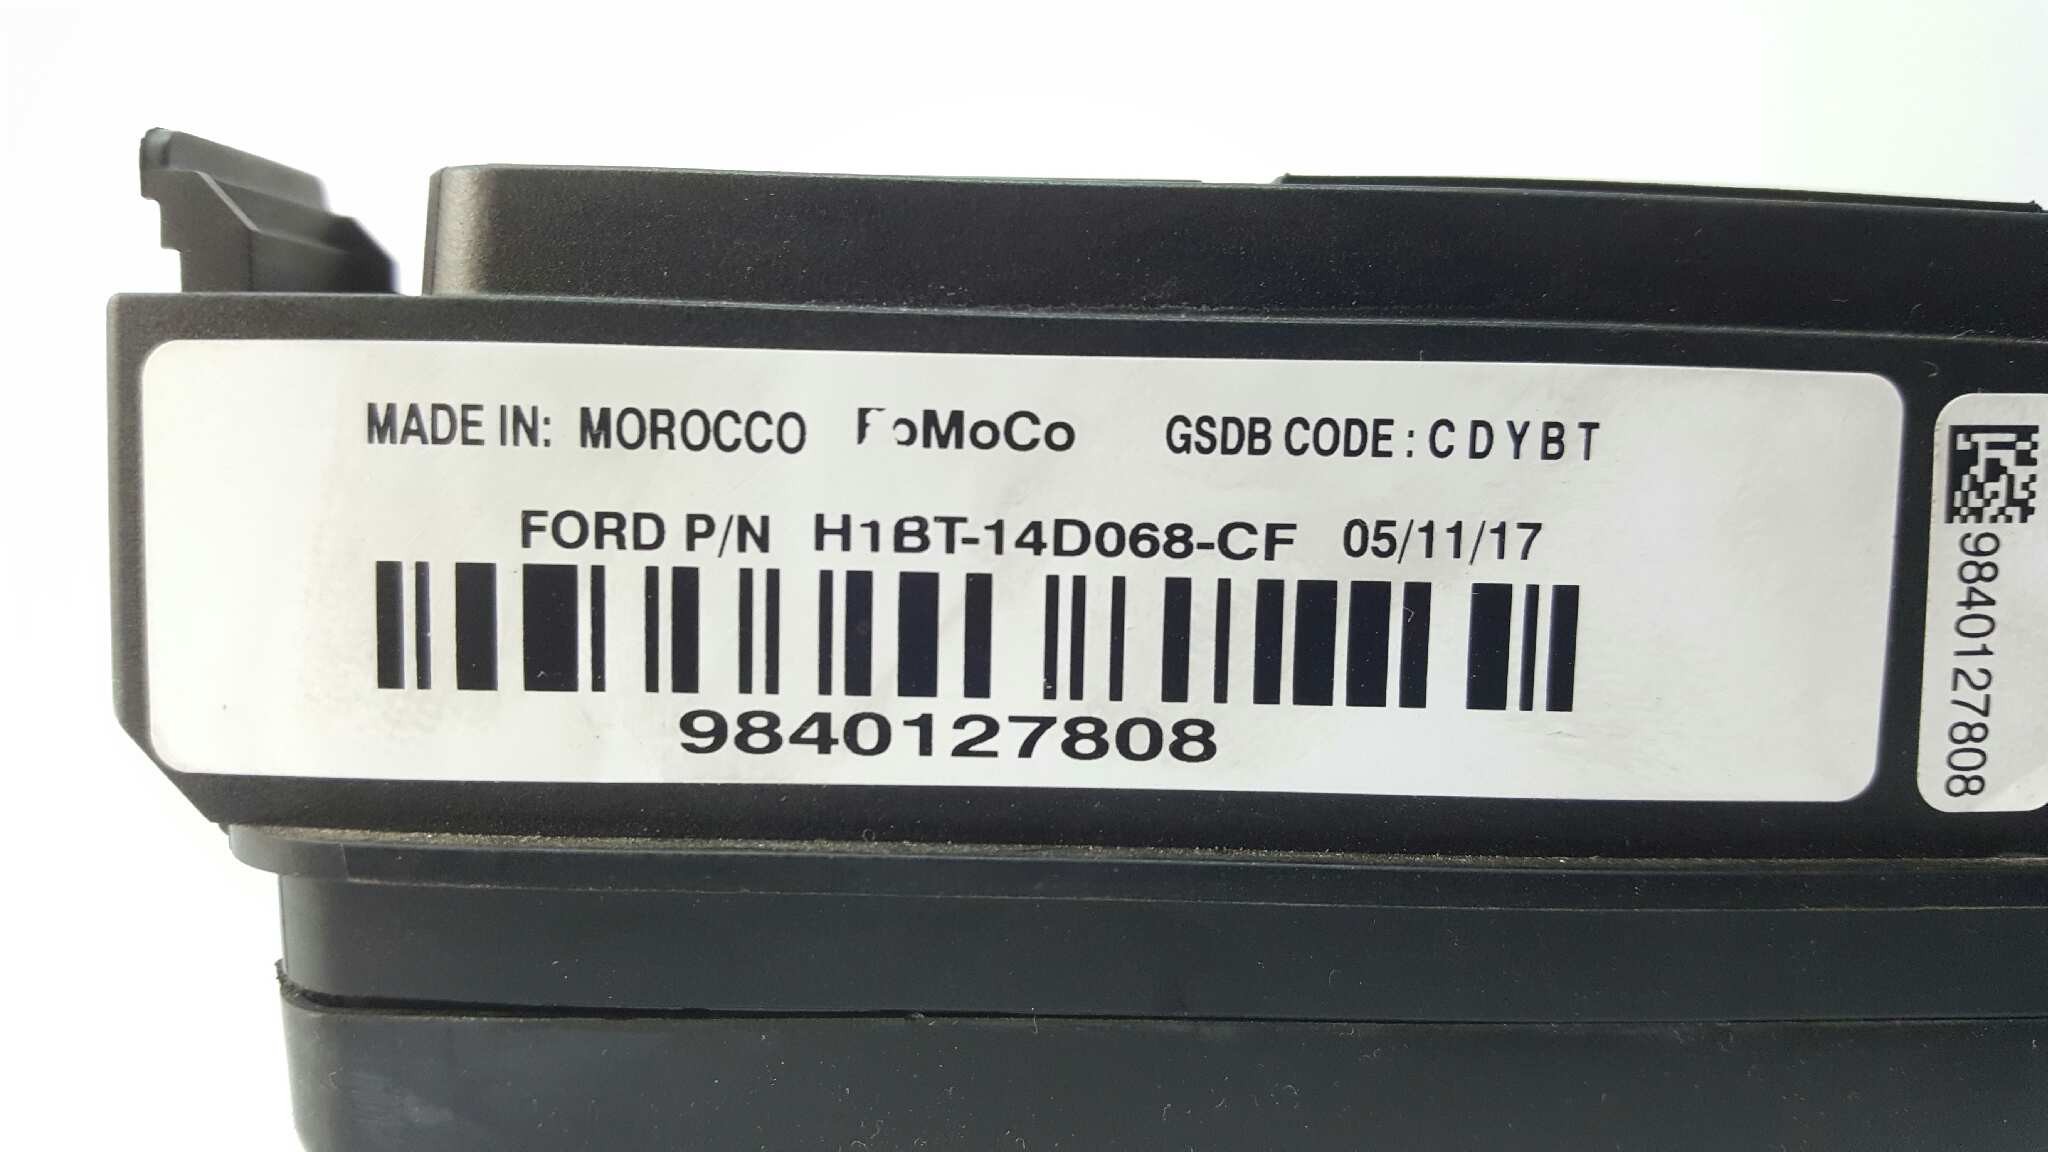 MADE IN: MOROCCO FoMoCo GSDB CODE : C D Y B T
FORD P/N H1BT-14D068-CF 05/11/17
9840127808
9840127808